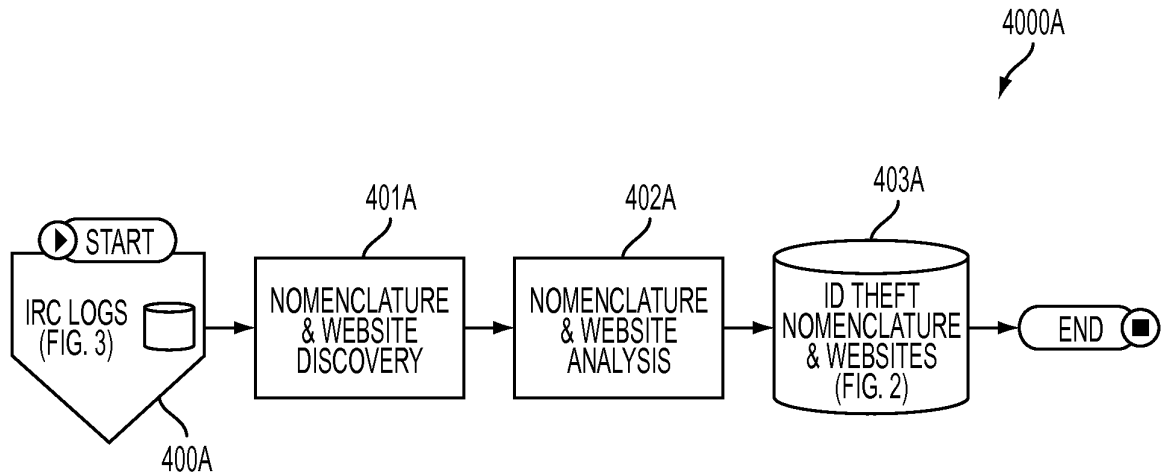 4000A
401A
402A
403A
START
IRC LOGS
(FIG. 3)
400A
NOMENCLATURE
& WEBSITE
DISCOVERY
NOMENCLATURE
& WEBSITE
ANALYSIS
ID THEFT
NOMENCLATURE
& WEBSITES
(FIG. 2)
END